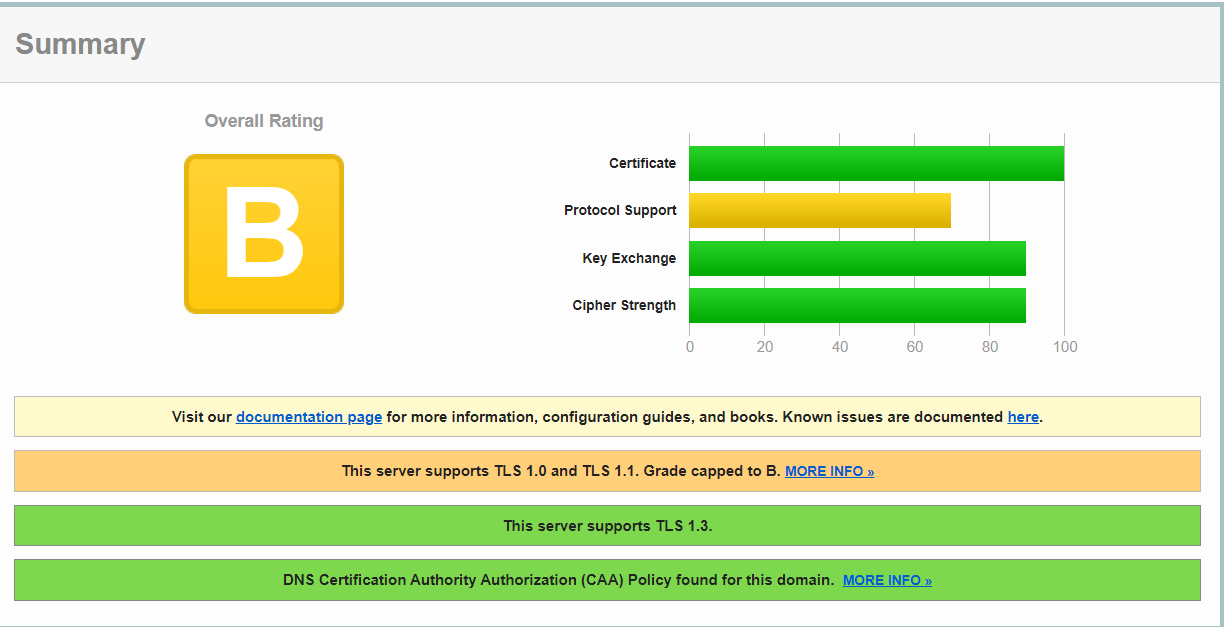 Summary
Overall Rating
B
Certificate
Protocol Support
Key Exchange
Cipher Strength
0 20 40 60 80 100
Visit our documentation page for more information, configuration guides, and books. Known issues are documented here.
This server supports TLS 1.0 and TLS 1.1. Grade capped to B. MORE INFO »
This server supports TLS 1.3.
DNS Certification Authority Authorization (CAA) Policy found for this domain. MORE INFO »